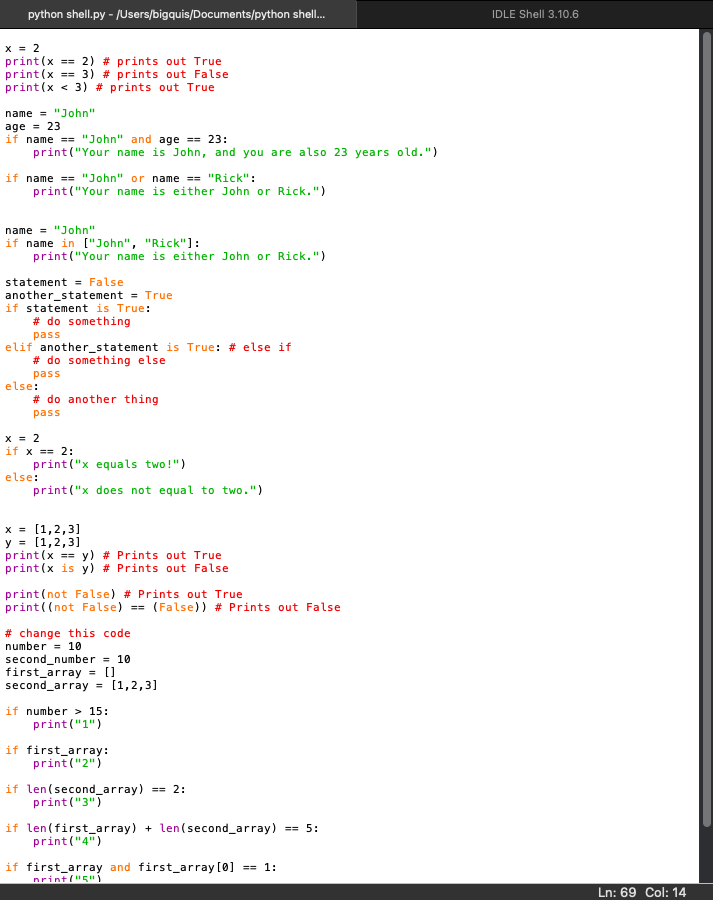 python shell.py - /Users/bigquis/Documents/python shell...
IDLE Shell 3.10.6
x = 2
print(x == 2) # prints out True
print(x == 3) # prints out False
print(x < 3) # prints out True

name = "John"
age = 23
if name == "John" and age == 23:
    print("Your name is John, and you are also 23 years old.")

if name == "John" or name == "Rick":
    print("Your name is either John or Rick.")


name = "John"
if name in ["John", "Rick"]:
    print("Your name is either John or Rick.")

statement = False
another_statement = True
if statement is True:
    # do something
    pass
elif another_statement is True: # else if
    # do something else
    pass
else:
    # do another thing
    pass

x = 2
if x == 2:
    print("x equals two!")
else:
    print("x does not equal to two.")


x = [1,2,3]
y = [1,2,3]
print(x == y) # Prints out True
print(x is y) # Prints out False

print(not False) # Prints out True
print((not False) == (False)) # Prints out False

# change this code
number = 10
second_number = 10
first_array = []
second_array = [1,2,3]

if number > 15:
    print("1")

if first_array:
    print("2")

if len(second_array) == 2:
    print("3")

if len(first_array) + len(second_array) == 5:
    print("4")

if first_array and first_array[0] == 1:
    print("5")
Ln: 69 Col: 14